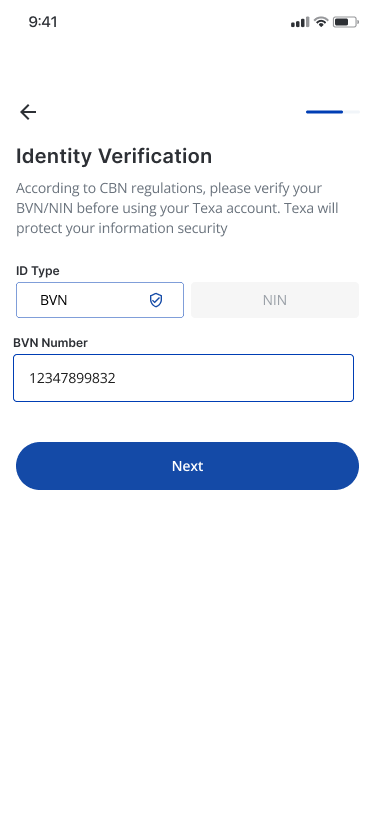 9:41
Identity Verification
According to CBN regulations, please verify your
BVN/NIN before using your Texa account. Texa will
protect your information security
ID Type
BVN
NIN
BVN Number
12347899832
Next